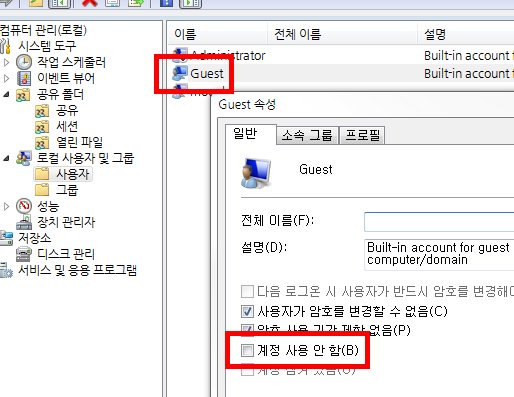 컴퓨터 관리(로컬)
시스템 도구
작업 스케줄러
이벤트 뷰어
공유 폴더
공유
세션
열린 파일
로컬 사용자 및 그룹
사용자
그룹
성능
장치 관리자
저장소
디스크 관리
서비스 및 응용 프로그램
이름 전체 이름 설명
Administrator Built-in account f
Guest Built-in account f
Guest 속성
일반 소속 그룹 프로필
Guest
전체 이름(F):
설명(D): Built-in account for guest
computer/domain
다음 로그온 시 사용자가 반드시 암호를 변경해야
사용자가 암호를 변경할 수 없음(C)
암호 사용 기간 제한 없음(P)
계정 사용 안 함(B)
계정 잠겨 있음(O)